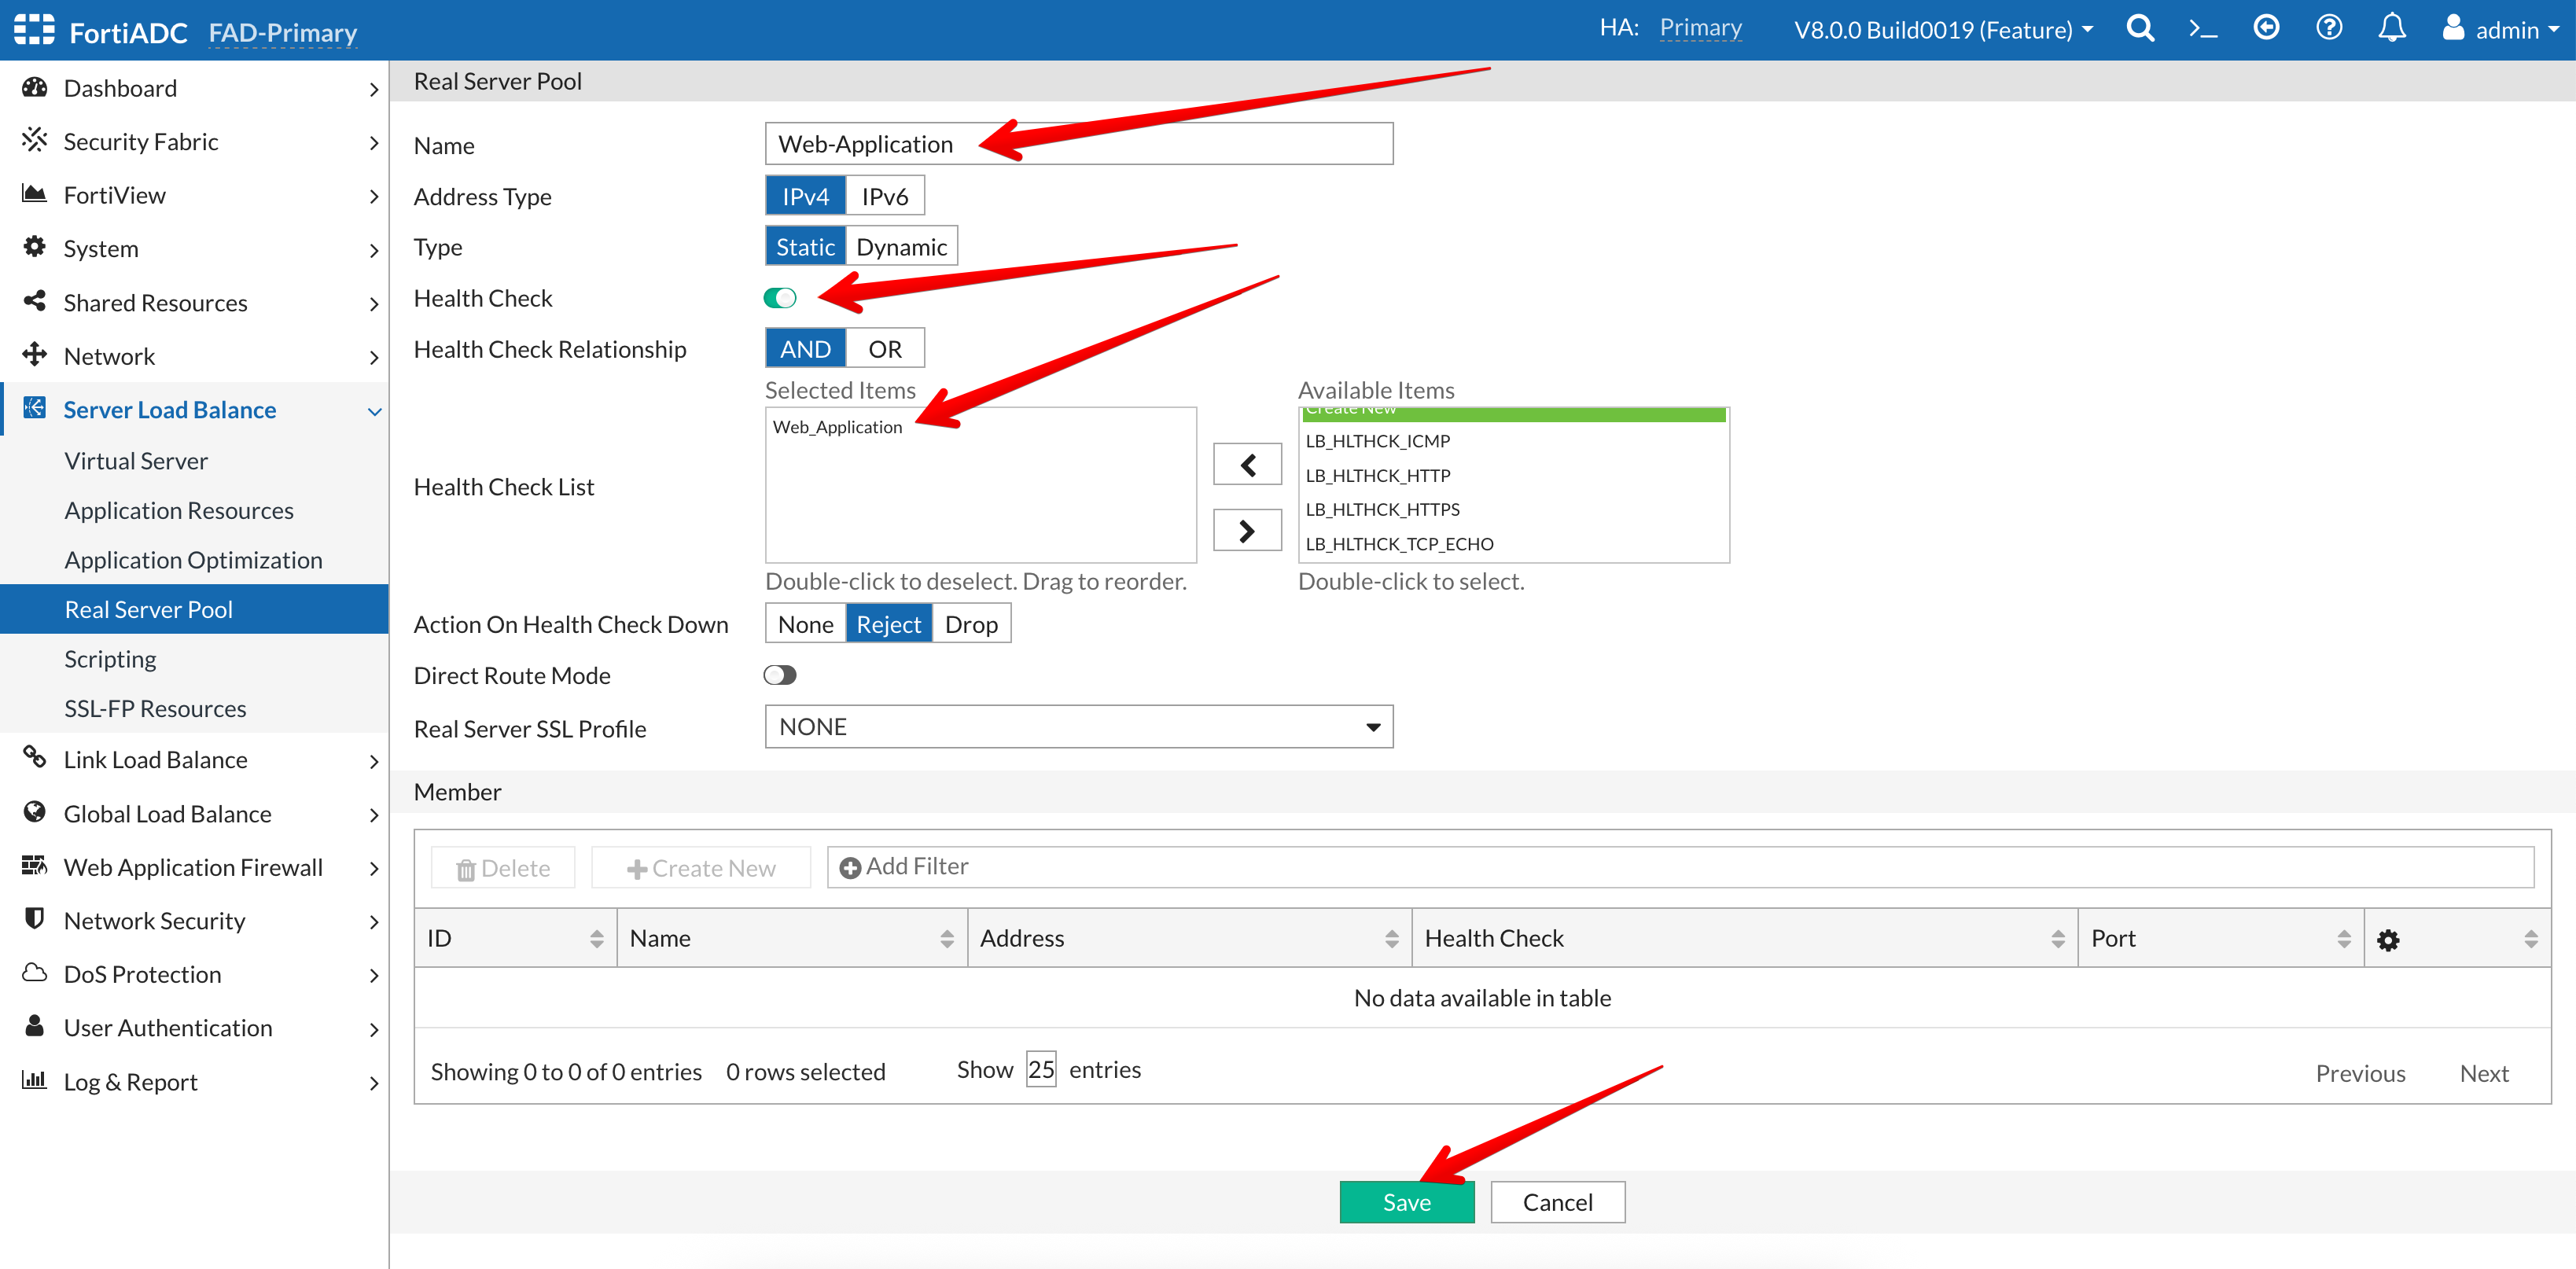 FortiADC FAD-Primary
HA: Primary V8.0.0 Build0019 (Feature) admin
Dashboard
Security Fabric
FortiView
System
Shared Resources
Network
Server Load Balance
Virtual Server
Application Resources
Application Optimization
Real Server Pool
Scripting
SSL-FP Resources
Link Load Balance
Global Load Balance
Web Application Firewall
Network Security
DoS Protection
User Authentication
Log & Report
Real Server Pool
Name Web-Application
Address Type IPv4 IPv6
Type Static Dynamic
Health Check
Health Check Relationship AND OR
Selected Items Available Items
Health Check List
Web_Application
Create New
LB_HLTHCK_ICMP
LB_HLTHCK_HTTP
LB_HLTHCK_HTTPS
LB_HLTHCK_TCP_ECHO
Double-click to deselect. Drag to reorder. Double-click to select.
Action On Health Check Down None Reject Drop
Direct Route Mode
Real Server SSL Profile NONE
Member
Delete Create New Add Filter
ID Name Address Health Check Port
No data available in table
Showing 0 to 0 of 0 entries 0 rows selected Show 25 entries Previous Next
Save Cancel